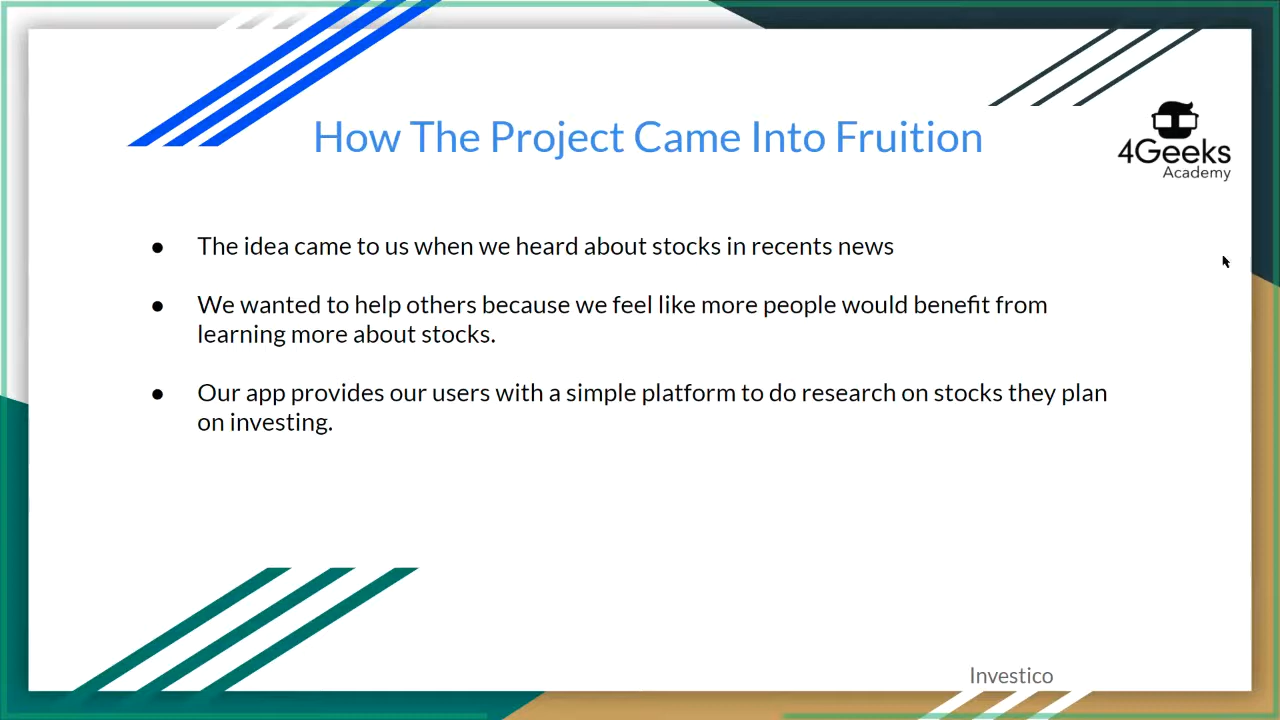 How The Project Came Into Fruition
4Geeks
Academy
● The idea came to us when we heard about stocks in recents news
● We wanted to help others because we feel like more people would benefit from
learning more about stocks.
● Our app provides our users with a simple platform to do research on stocks they plan
on investing.
Investico